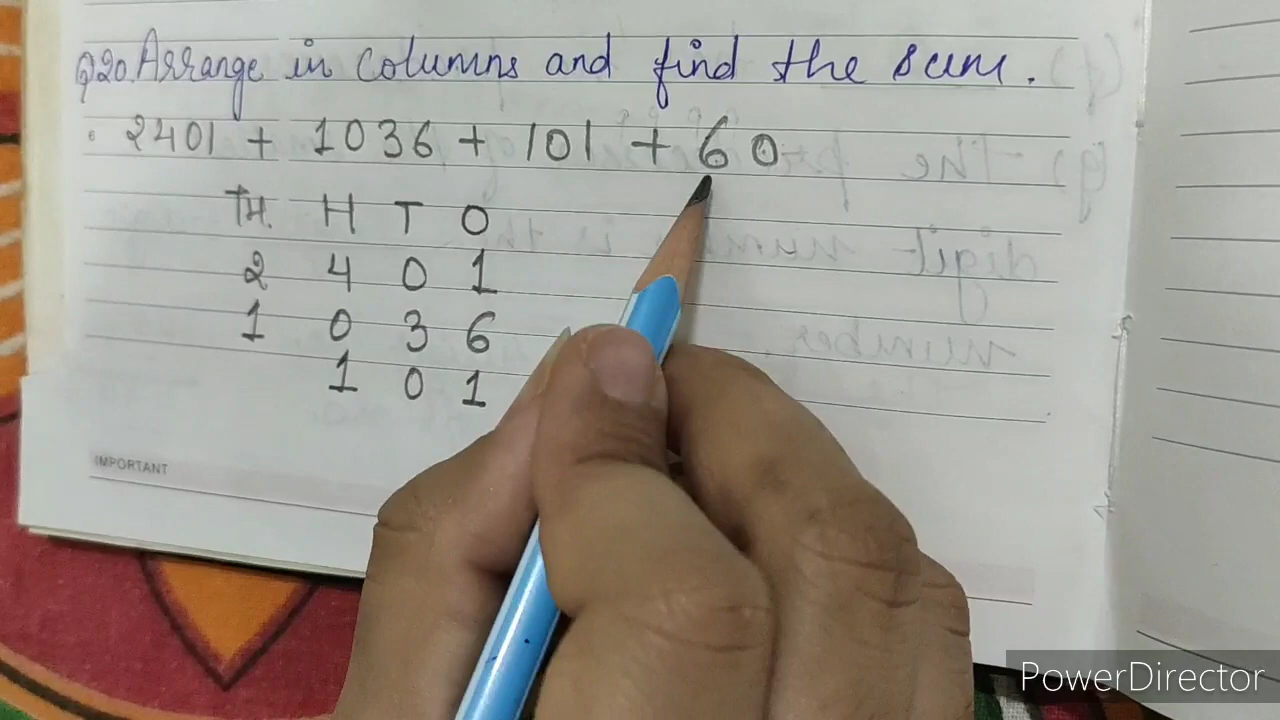 Q20. Arrange in columns and find the sum.
• 2401 + 1036 + 101 + 60
TH. H T O
2 4 0 1
1 0 3 6
1 0 1
IMPORTANT
PowerDirector